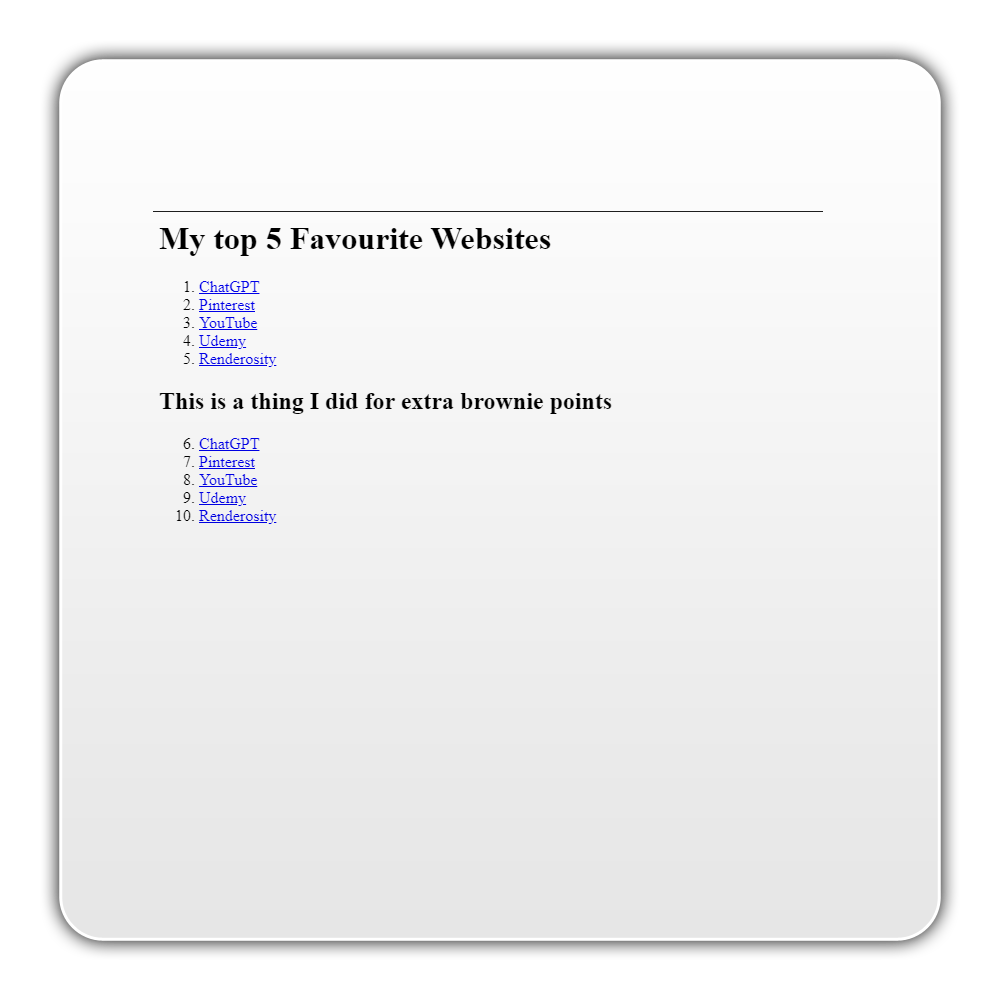 My top 5 Favourite Websites
1. ChatGPT
2. Pinterest
3. YouTube
4. Udemy
5. Renderosity
This is a thing I did for extra brownie points
6. ChatGPT
7. Pinterest
8. YouTube
9. Udemy
10. Renderosity